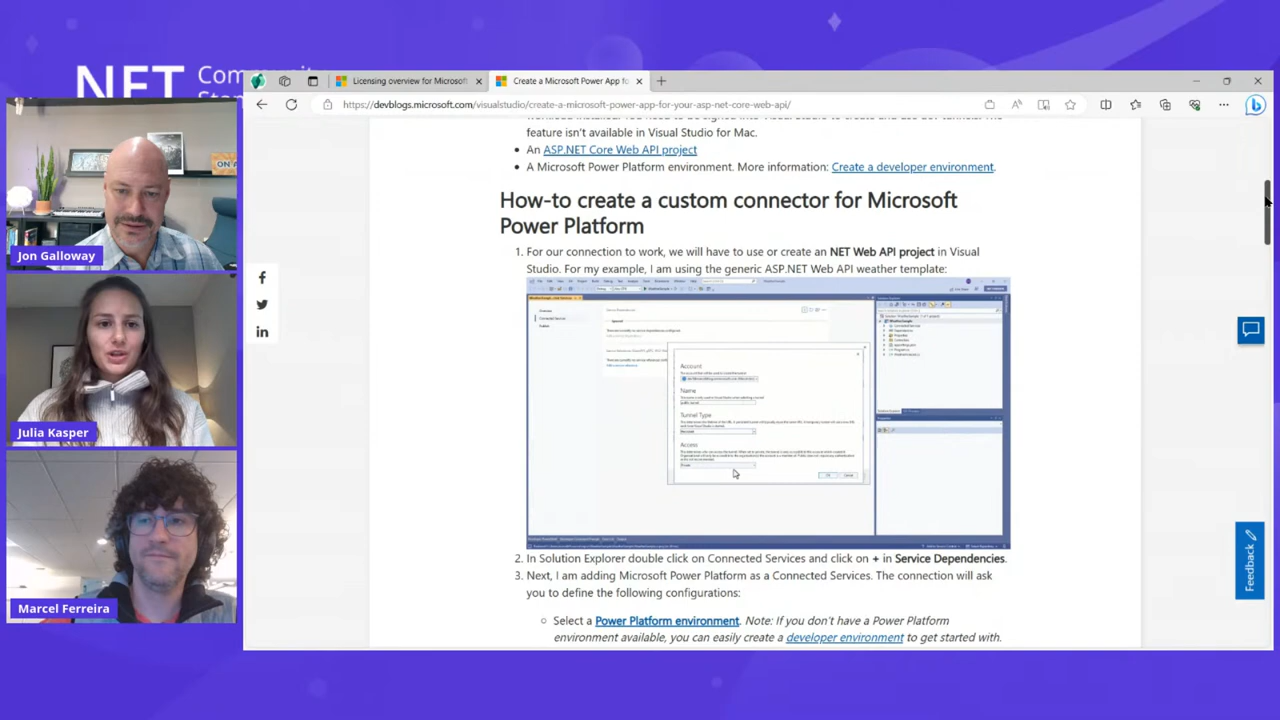 NET Community
Licensing overview for Microsoft
Create a Microsoft Power App fo
https://devblogs.microsoft.com/visualstudio/create-a-microsoft-power-app-for-your-asp-net-core-web-api/
feature isn't available in Visual Studio for Mac.
• An ASP.NET Core Web API project
• A Microsoft Power Platform environment. More information: Create a developer environment.
How-to create a custom connector for Microsoft
Power Platform
1. For our connection to work, we will have to use or create an NET Web API project in Visual
Studio. For my example, I am using the generic ASP.NET Web API weather template:
Account
Name
Tunnel Type
Access
2. In Solution Explorer double click on Connected Services and click on + in Service Dependencies.
3. Next, I am adding Microsoft Power Platform as a Connected Services. The connection will ask
you to define the following configurations:
○ Select a Power Platform environment. Note: If you don't have a Power Platform
environment available, you can easily create a developer environment to get started with.
Feedback
ON A
Jon Galloway
Julia Kasper
Marcel Ferreira